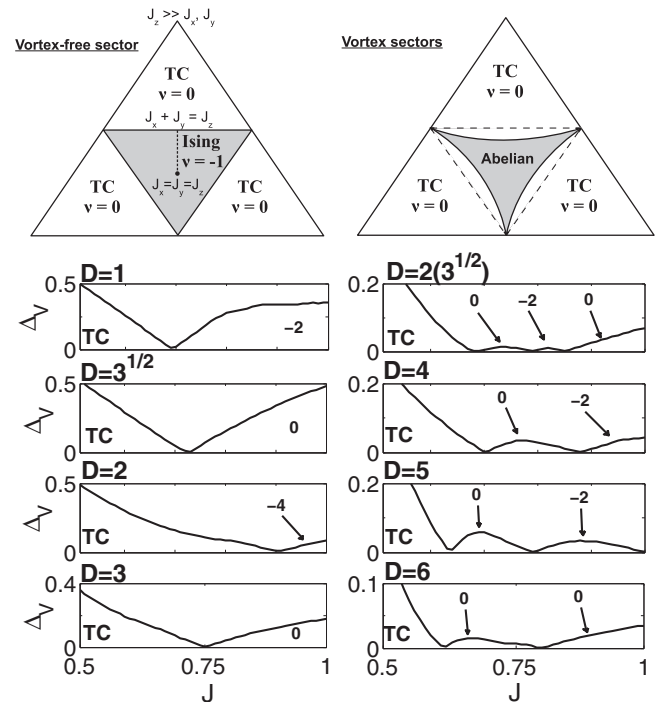 J_z >> J_x, J_y
Vortex-free sector
Vortex sectors
TC
ν = 0
TC
ν = 0
J_x + J_y = J_z
Ising
ν = -1
Abelian
TC
ν = 0
J_x=J_y=J_z
TC
ν = 0
TC
ν = 0
TC
ν = 0
D=1
0.5
Δ_V
0
TC
−2
D=2(3^1/2)
0.2
0
TC
0
−2
0
D=3^1/2
0.5
Δ_V
0
TC
0
D=4
0.2
0
TC
0
−2
D=2
0.5
Δ_V
0
TC
−4
D=5
0.2
0
TC
0
−2
D=3
0.4
Δ_V
0
TC
0
0.5
0.75
1
J
D=6
0.1
0
TC
0
0
0.5
0.75
1
J